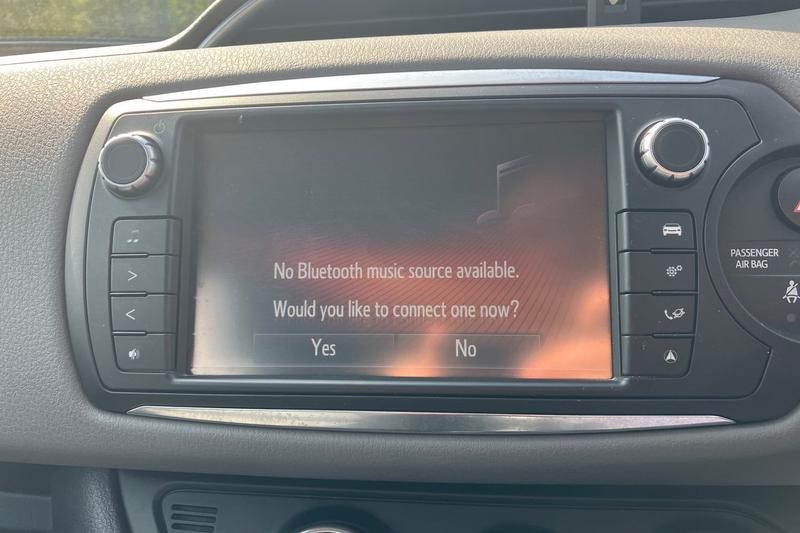 No Bluetooth music source available.
Would you like to connect one now?
Yes
No
>
<
PASSENGER
AIR BAG